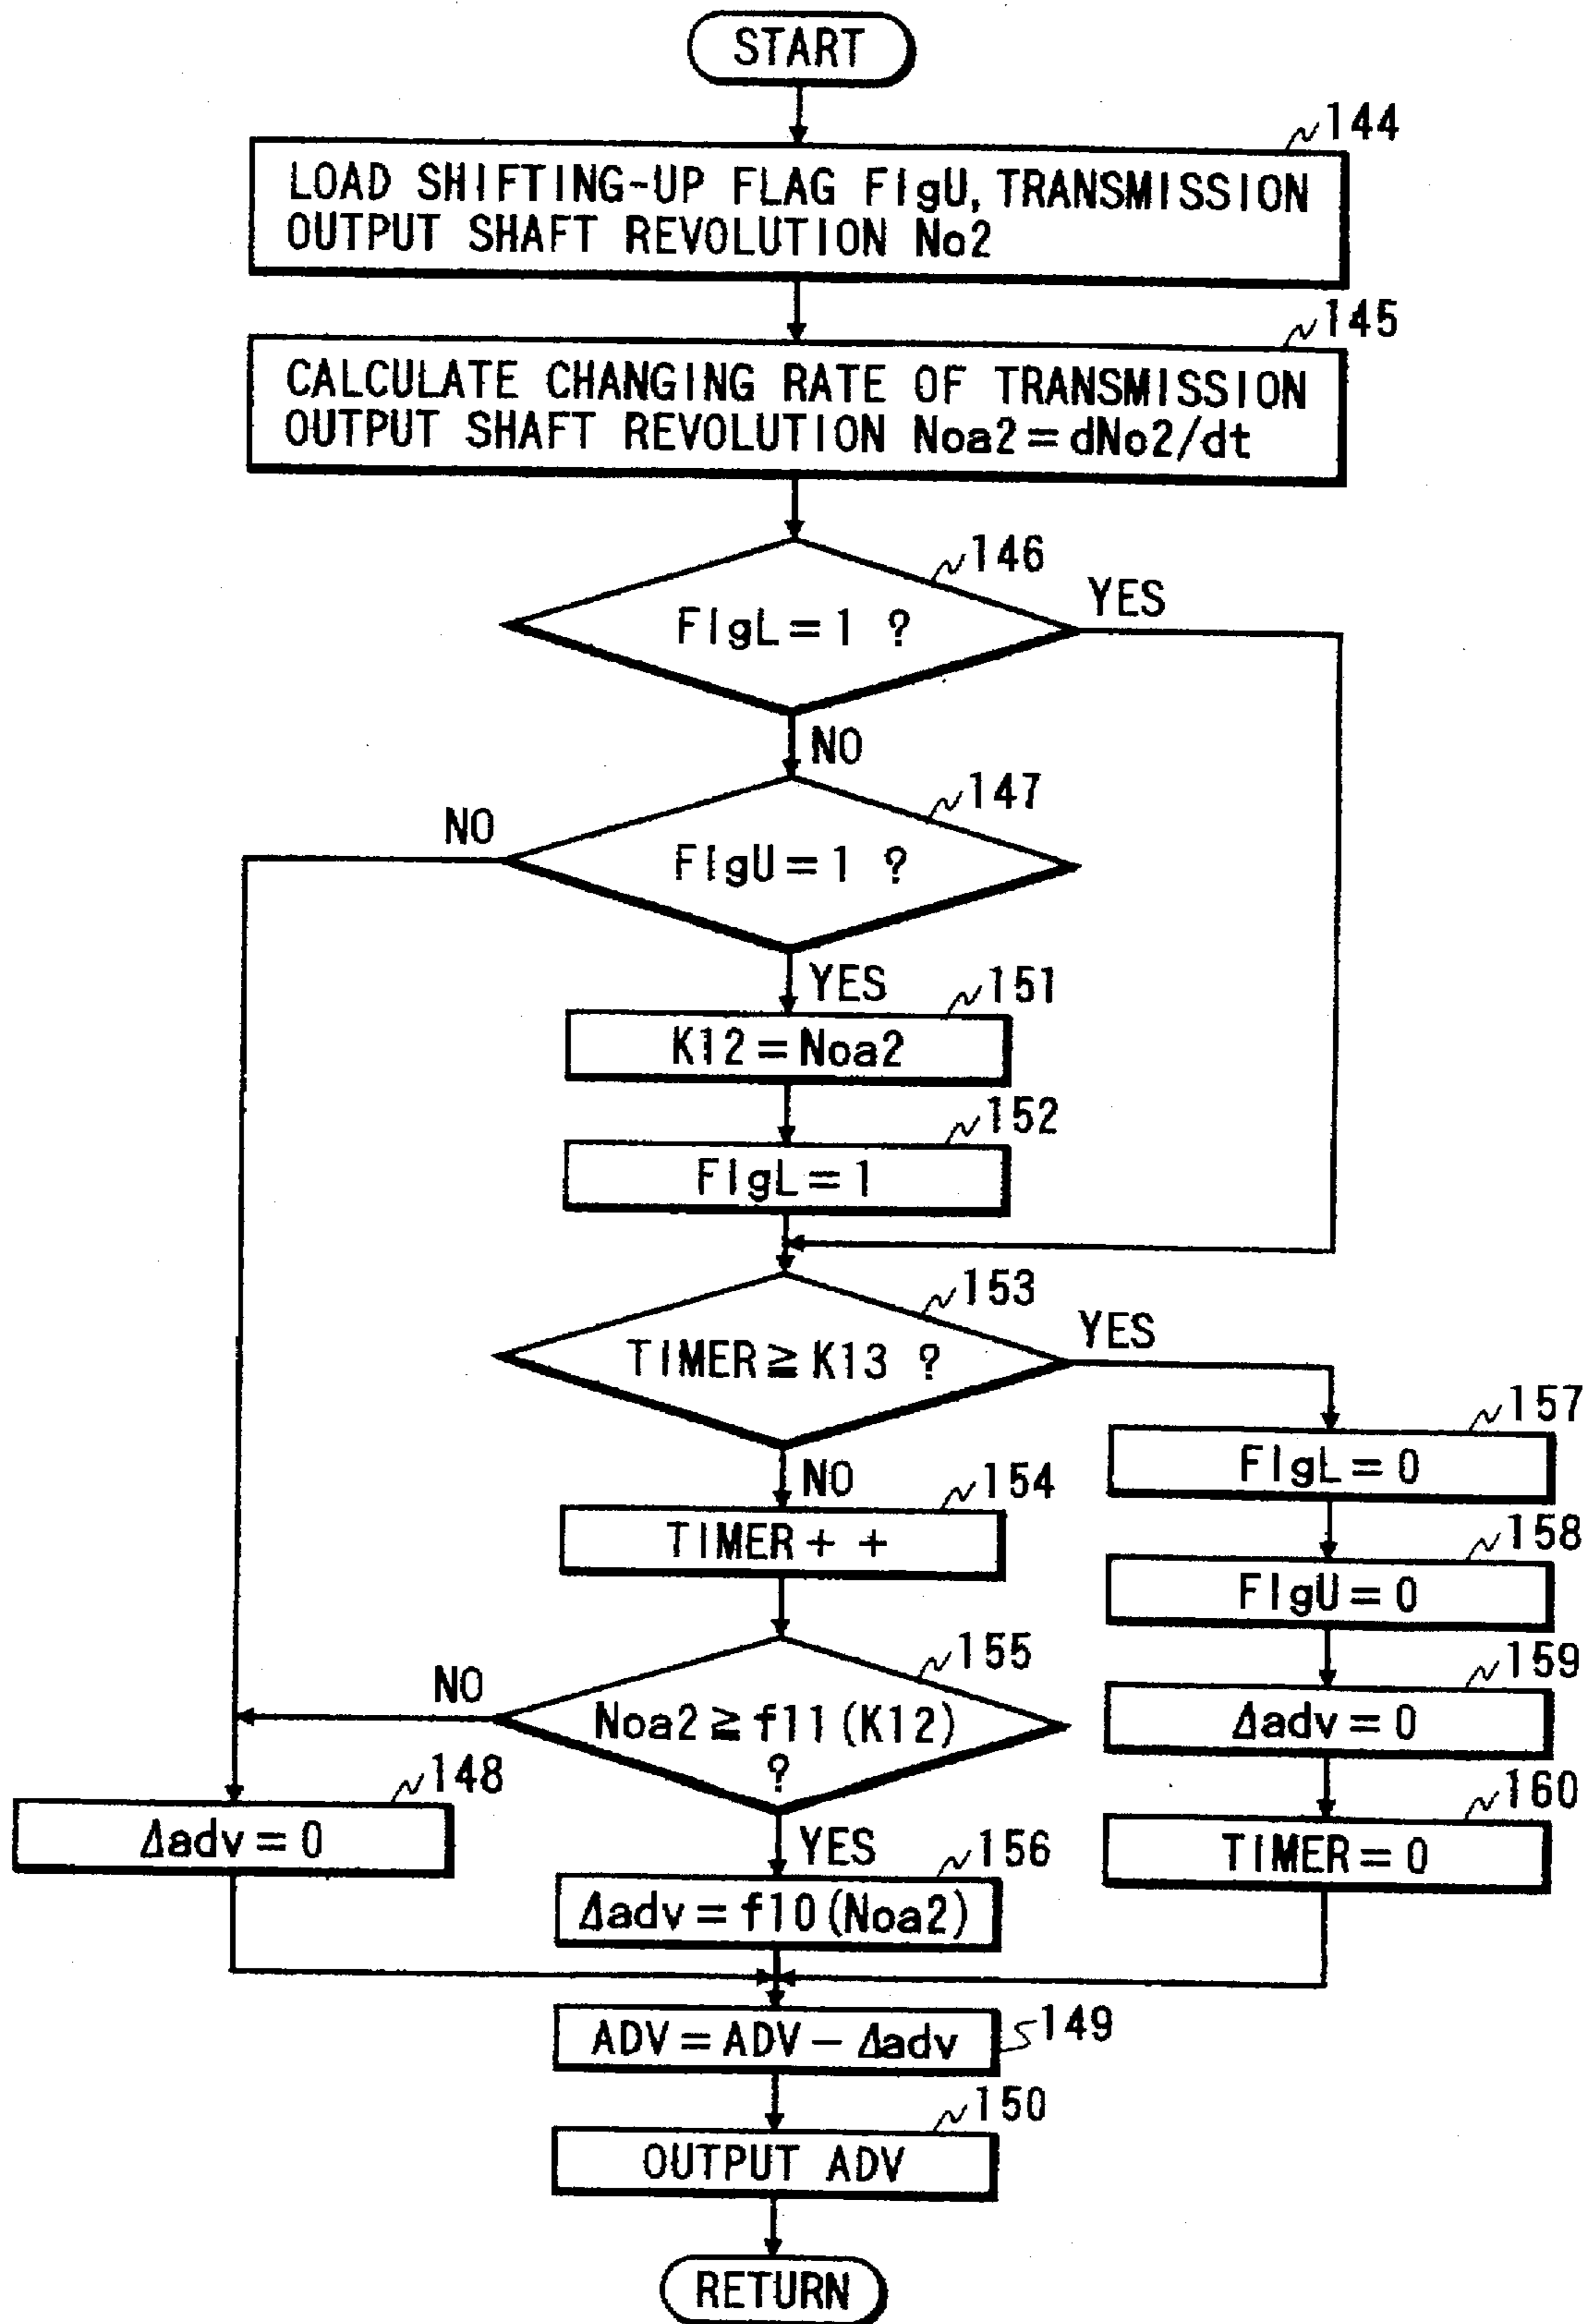 START
144
LOAD SHIFTING-UP FLAG FlgU, TRANSMISSION
OUTPUT SHAFT REVOLUTION No2
145
CALCULATE CHANGING RATE OF TRANSMISSION
OUTPUT SHAFT REVOLUTION Noa2=dNo2/dt
146
FlgL=1 ?
YES
NO
147
FlgU=1 ?
NO
YES
151
K12=Noa2
152
FlgL=1
153
TIMER≧K13 ?
YES
NO
157
FlgL=0
154
TIMER++
158
FlgU=0
155
Noa2≧f11(K12)
?
NO
YES
159
Δadv=0
148
Δadv=0
160
TIMER=0
156
Δadv=f10(Noa2)
ADV=ADV-Δadv
149
150
OUTPUT ADV
RETURN